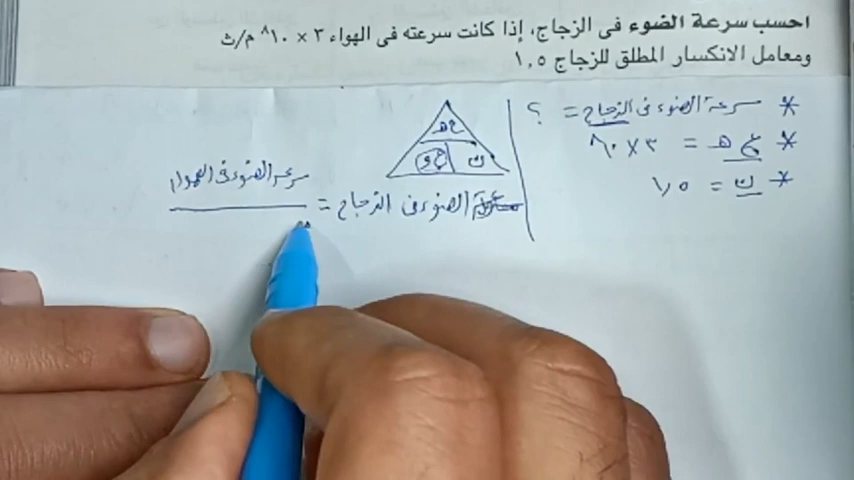 احسب سرعة الضوء فى الزجاج، إذا كانت سرعته فى الهواء ٣ × ١٠^٨ م/ث
ومعامل الانكسار المطلق للزجاج ١,٥
* سرعة الضوء فى الزجاج = ؟
* ع هـ = ٣ × ١٠^٨
* ن = ١,٥
ع هـ
ن ع و
الضوء فى الزجاج = سرعة الضوء فى الهواء